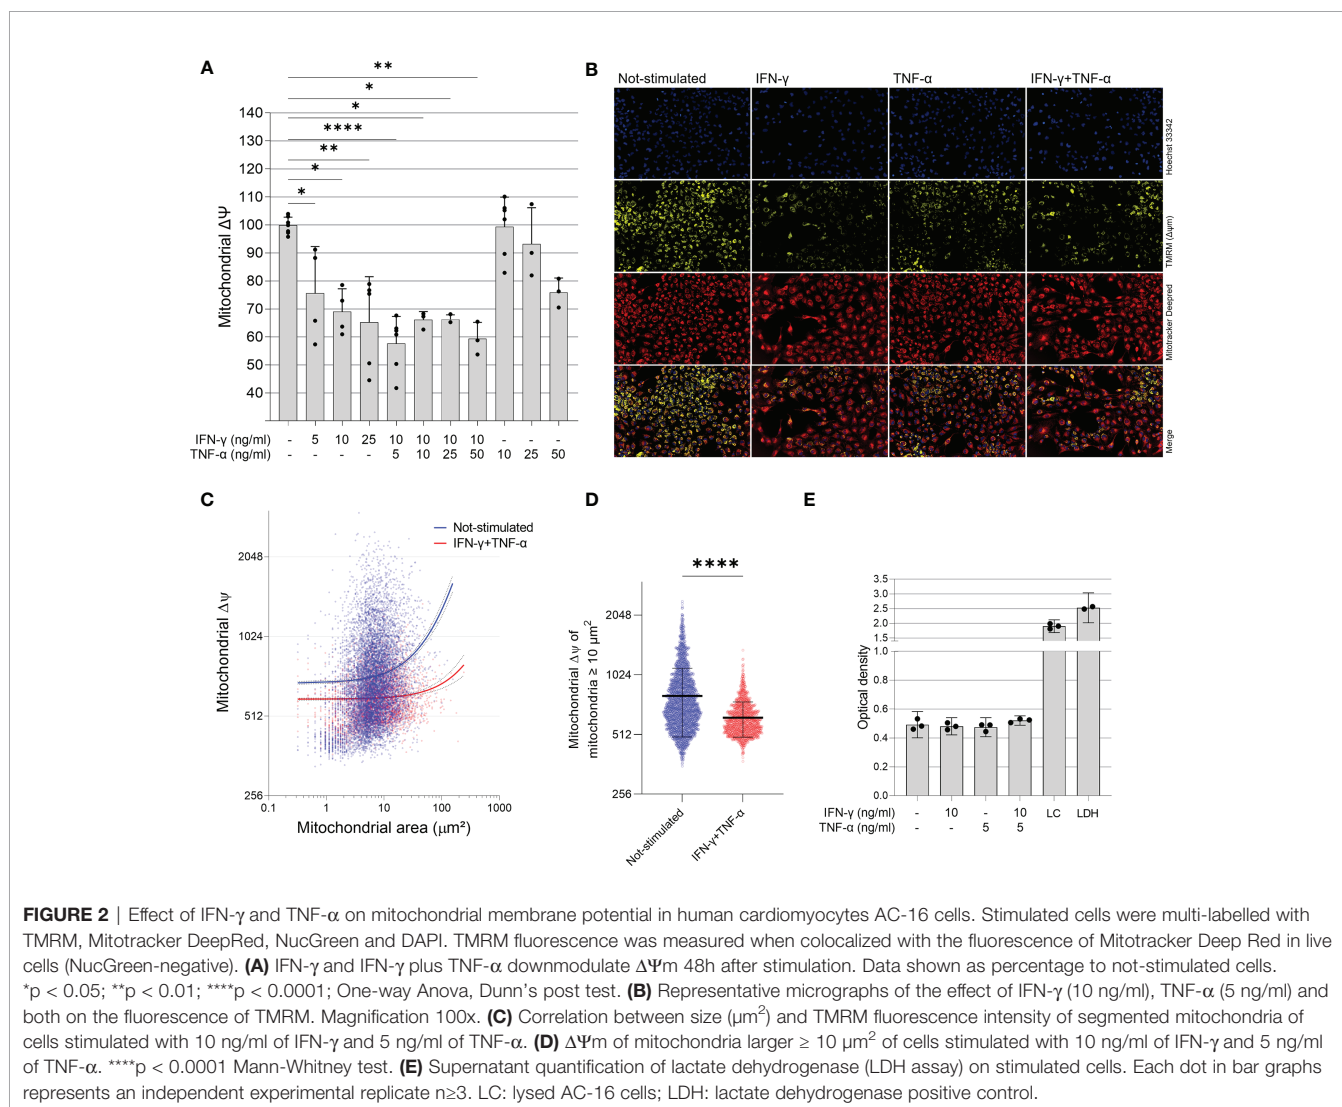 A
**
*
*
****
**
*
*
140
130
120
110
100
90
80
70
60
50
40
Mitochondrial ΔΨ
IFN-γ (ng/ml) - 5 10 25 10 10 10 10 - - -
TNF-α (ng/ml) - - - - 5 10 25 50 10 25 50
B
Not-stimulated IFN-γ TNF-α IFN-γ+TNF-α
Hoechst 33342
TMRM (Δψm)
Mitotracker Deepred
Merge
C
Not-stimulated
IFN-γ+TNF-α
2048
1024
512
256
Mitochondrial Δψ
0.1 1 10 100 1000
Mitochondrial area (μm²)
D
****
2048
1024
512
256
Mitochondrial Δψ of
mitochondria ≥ 10 μm²
Not-stimulated
IFN-γ+TNF-α
E
3.5
3.0
2.5
2.0
1.5
1.0
0.8
0.6
0.4
0.2
0.0
Optical density
IFN-γ (ng/ml) - 10 - 10 LC LDH
TNF-α (ng/ml) - - 5 5
FIGURE 2 | Effect of IFN-γ and TNF-α on mitochondrial membrane potential in human cardiomyocytes AC-16 cells. Stimulated cells were multi-labelled with
TMRM, Mitotracker DeepRed, NucGreen and DAPI. TMRM fluorescence was measured when colocalized with the fluorescence of Mitotracker Deep Red in live
cells (NucGreen-negative). (A) IFN-γ and IFN-γ plus TNF-α downmodulate ΔΨm 48h after stimulation. Data shown as percentage to not-stimulated cells.
*p < 0.05; **p < 0.01; ****p < 0.0001; One-way Anova, Dunn's post test. (B) Representative micrographs of the effect of IFN-γ (10 ng/ml), TNF-α (5 ng/ml) and
both on the fluorescence of TMRM. Magnification 100x. (C) Correlation between size (μm²) and TMRM fluorescence intensity of segmented mitochondria of
cells stimulated with 10 ng/ml of IFN-γ and 5 ng/ml of TNF-α. (D) ΔΨm of mitochondria larger ≥ 10 μm² of cells stimulated with 10 ng/ml of IFN-γ and 5 ng/ml
of TNF-α. ****p < 0.0001 Mann-Whitney test. (E) Supernatant quantification of lactate dehydrogenase (LDH assay) on stimulated cells. Each dot in bar graphs
represents an independent experimental replicate n≥3. LC: lysed AC-16 cells; LDH: lactate dehydrogenase positive control.